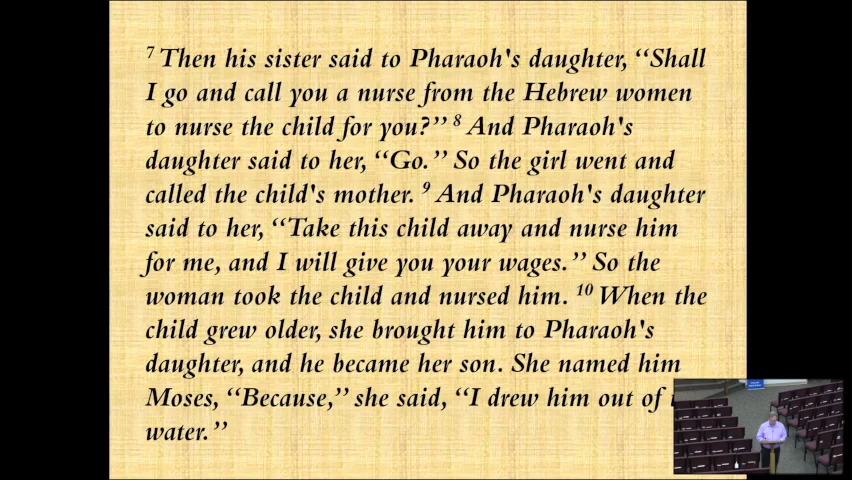 ⁷ Then his sister said to Pharaoh's daughter, “Shall
I go and call you a nurse from the Hebrew women
to nurse the child for you?” ⁸ And Pharaoh's
daughter said to her, “Go.” So the girl went and
called the child's mother. ⁹ And Pharaoh's daughter
said to her, “Take this child away and nurse him
for me, and I will give you your wages.” So the
woman took the child and nursed him. ¹⁰ When the
child grew older, she brought him to Pharaoh's
daughter, and he became her son. She named him
Moses, “Because,” she said, “I drew him out of
water.”